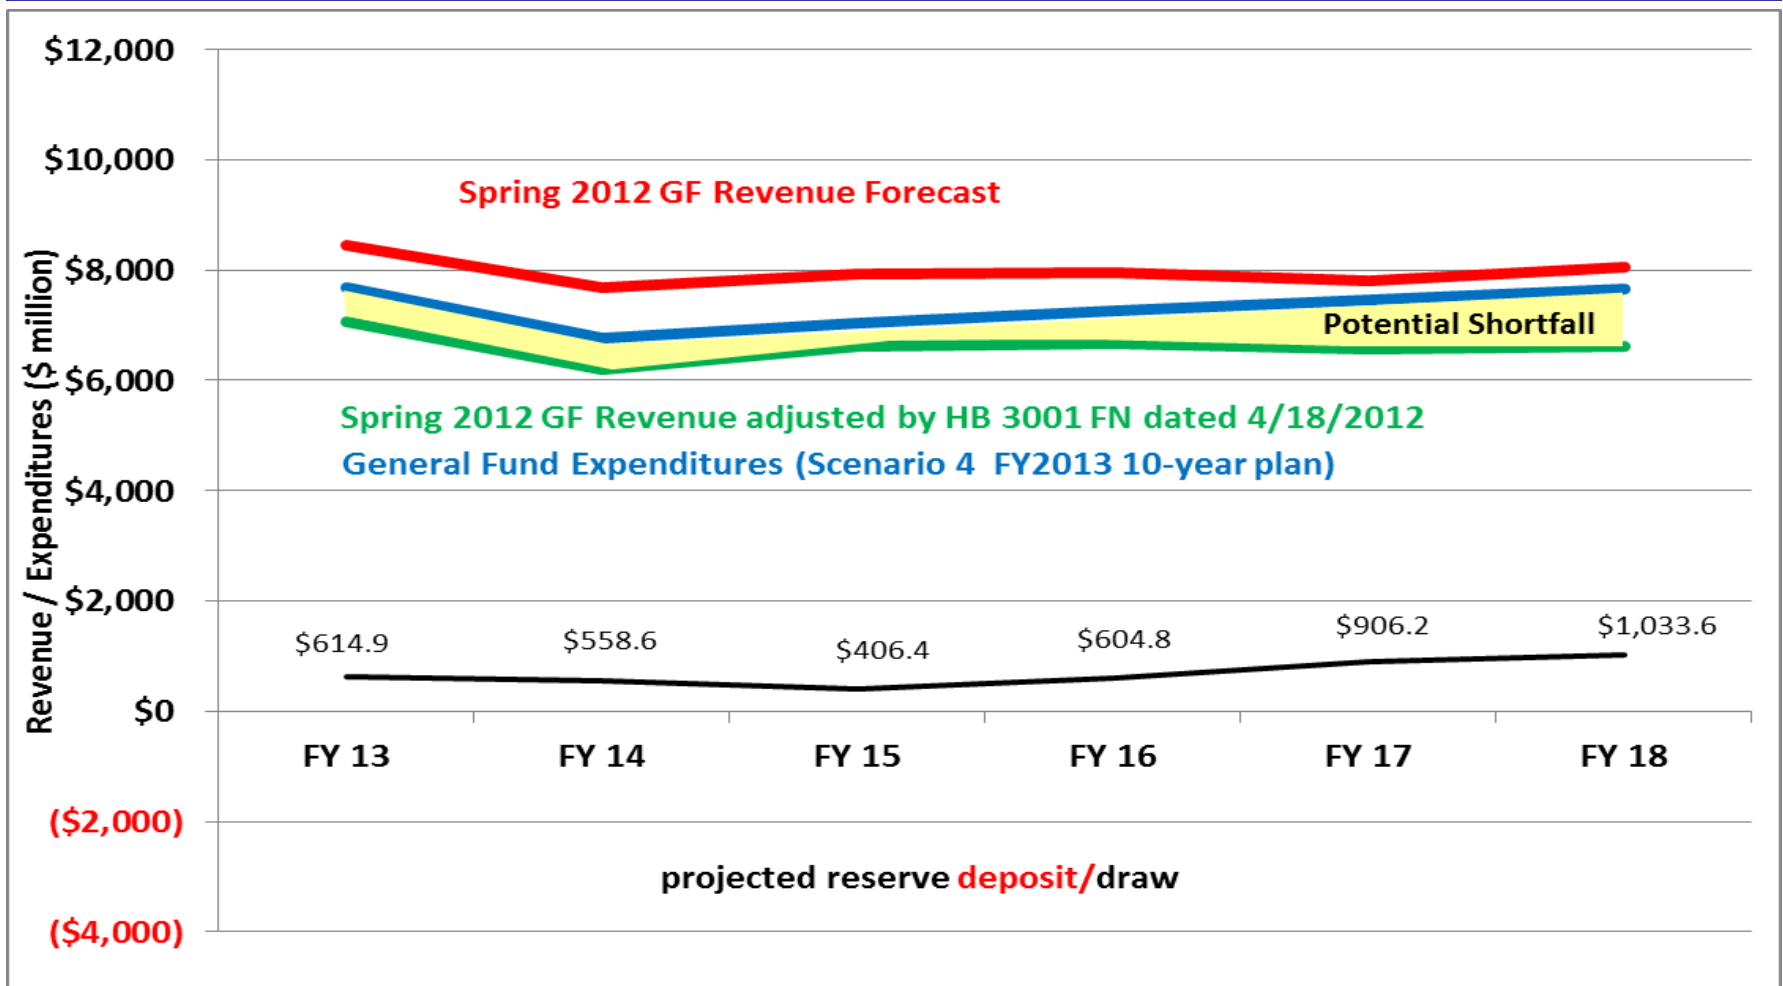 $12,000
$10,000
Spring 2012 GF Revenue Forecast
$8,000
Potential Shortfall
$6,000
Spring 2012 GF Revenue adjusted by HB 3001 FN dated 4/18/2012
General Fund Expenditures (Scenario 4 FY2013 10-year plan)
$4,000
$2,000
$614.9 $558.6 $406.4 $604.8 $906.2 $1,033.6
$0
Revenue / Expenditures ($ million)
FY 13 FY 14 FY 15 FY 16 FY 17 FY 18
($2,000)
projected reserve deposit/draw
($4,000)